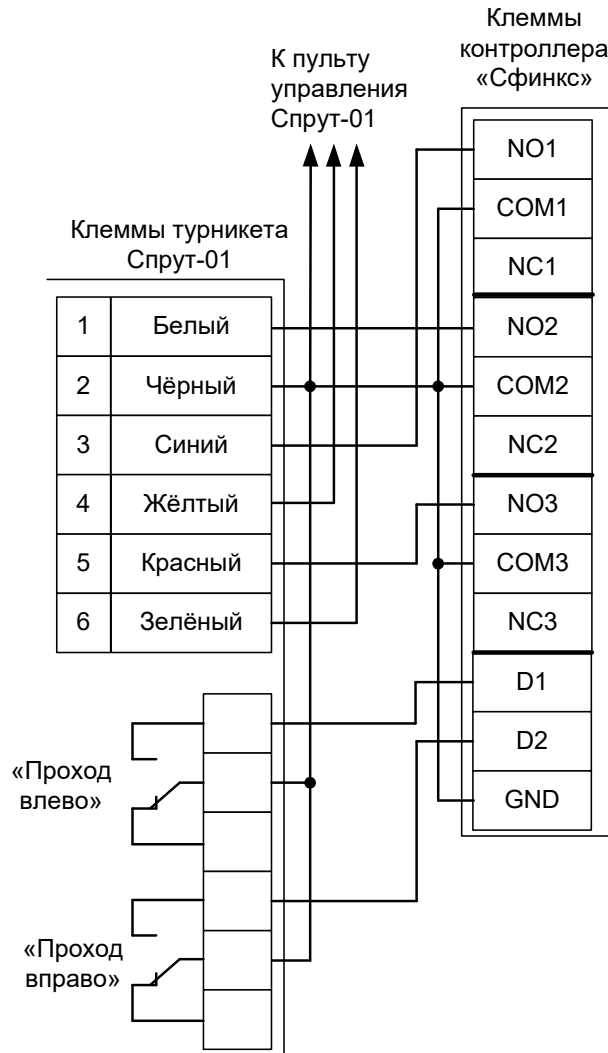 Клеммы
контроллера
«Сфинкс»
К пульту
управления
Спрут-01
Клеммы турникета
Спрут-01
1 Белый
2 Чёрный
3 Синий
4 Жёлтый
5 Красный
6 Зелёный
NO1
COM1
NC1
NO2
COM2
NC2
NO3
COM3
NC3
D1
D2
GND
«Проход
влево»
«Проход
вправо»